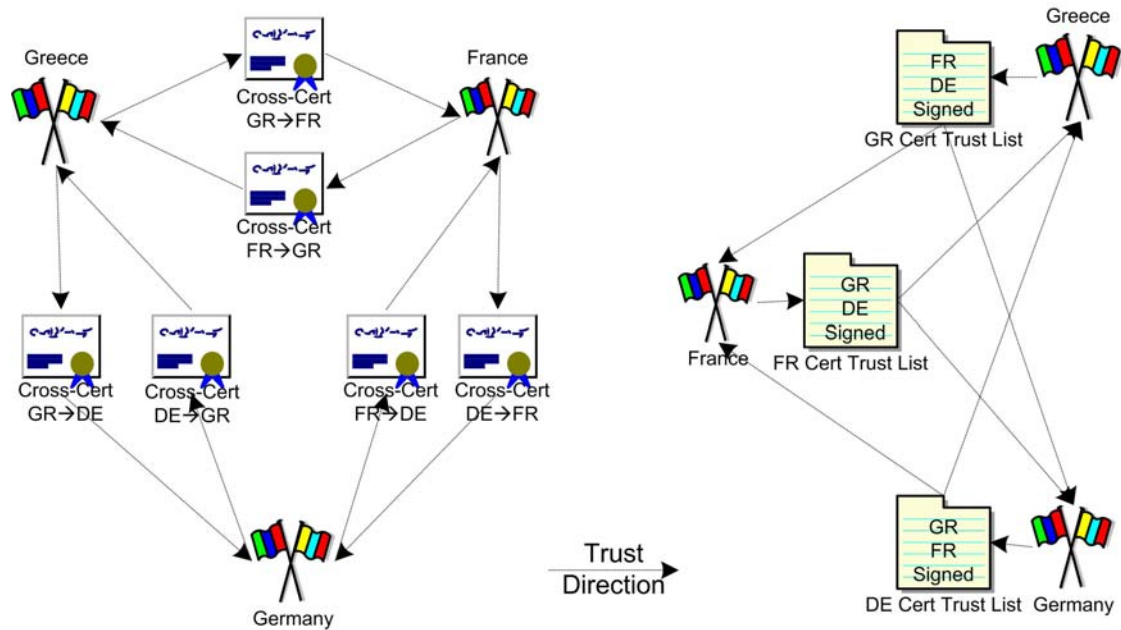 Greece
France
Cross-Cert
GR→FR
Cross-Cert
FR→GR
Cross-Cert
GR→DE
Cross-Cert
DE→GR
Cross-Cert
FR→DE
Cross-Cert
DE→FR
Germany
Trust
Direction
Greece
FR
DE
Signed
GR Cert Trust List
GR
DE
Signed
France
FR Cert Trust List
GR
FR
Signed
DE Cert Trust List
Germany